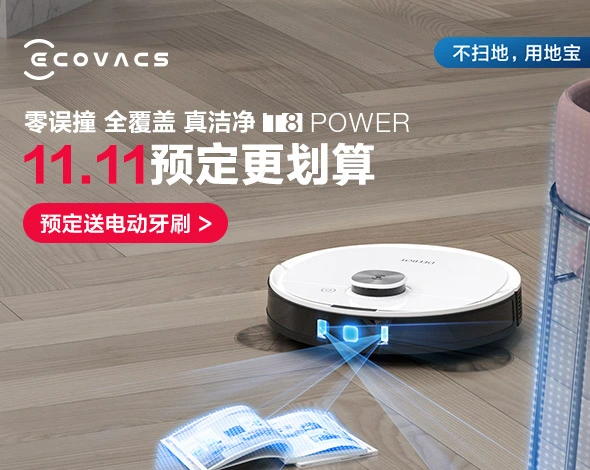 ECOVACS
不扫地，用地宝
零误撞 全覆盖 真洁净 T8 POWER
11.11预定更划算
预定送电动牙刷 >
DEEBOT